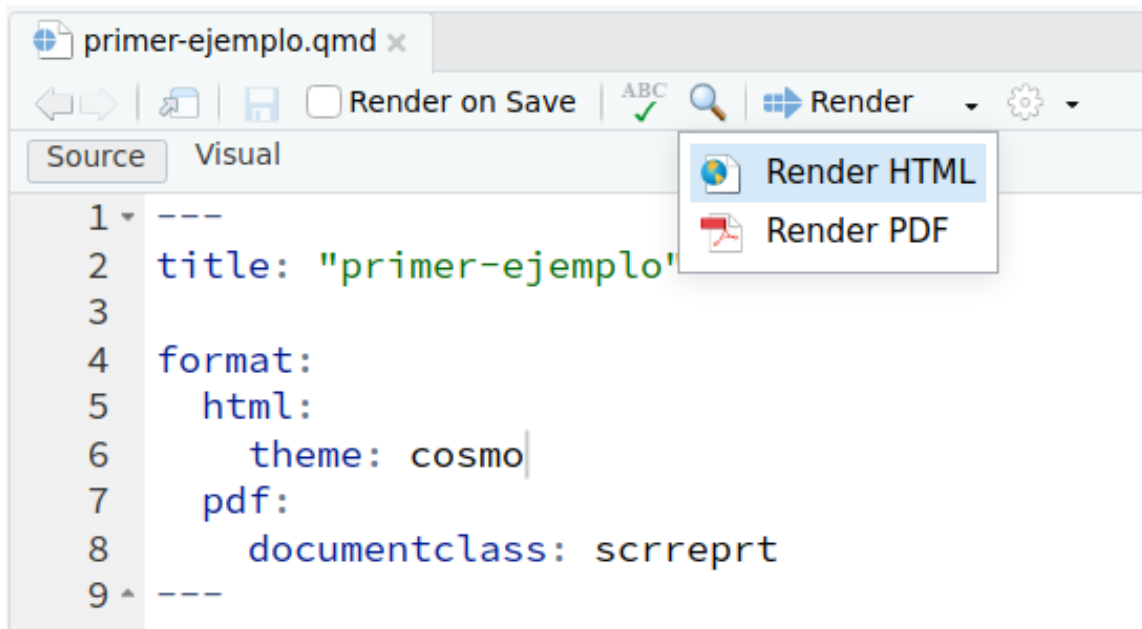 primer-ejemplo.qmd ×
Render on Save ABC Render
Source Visual
Render HTML
Render PDF
1 ---
2 title: "primer-ejemplo"
3
4 format:
5   html:
6     theme: cosmo
7   pdf:
8     documentclass: scrreprt
9 ---